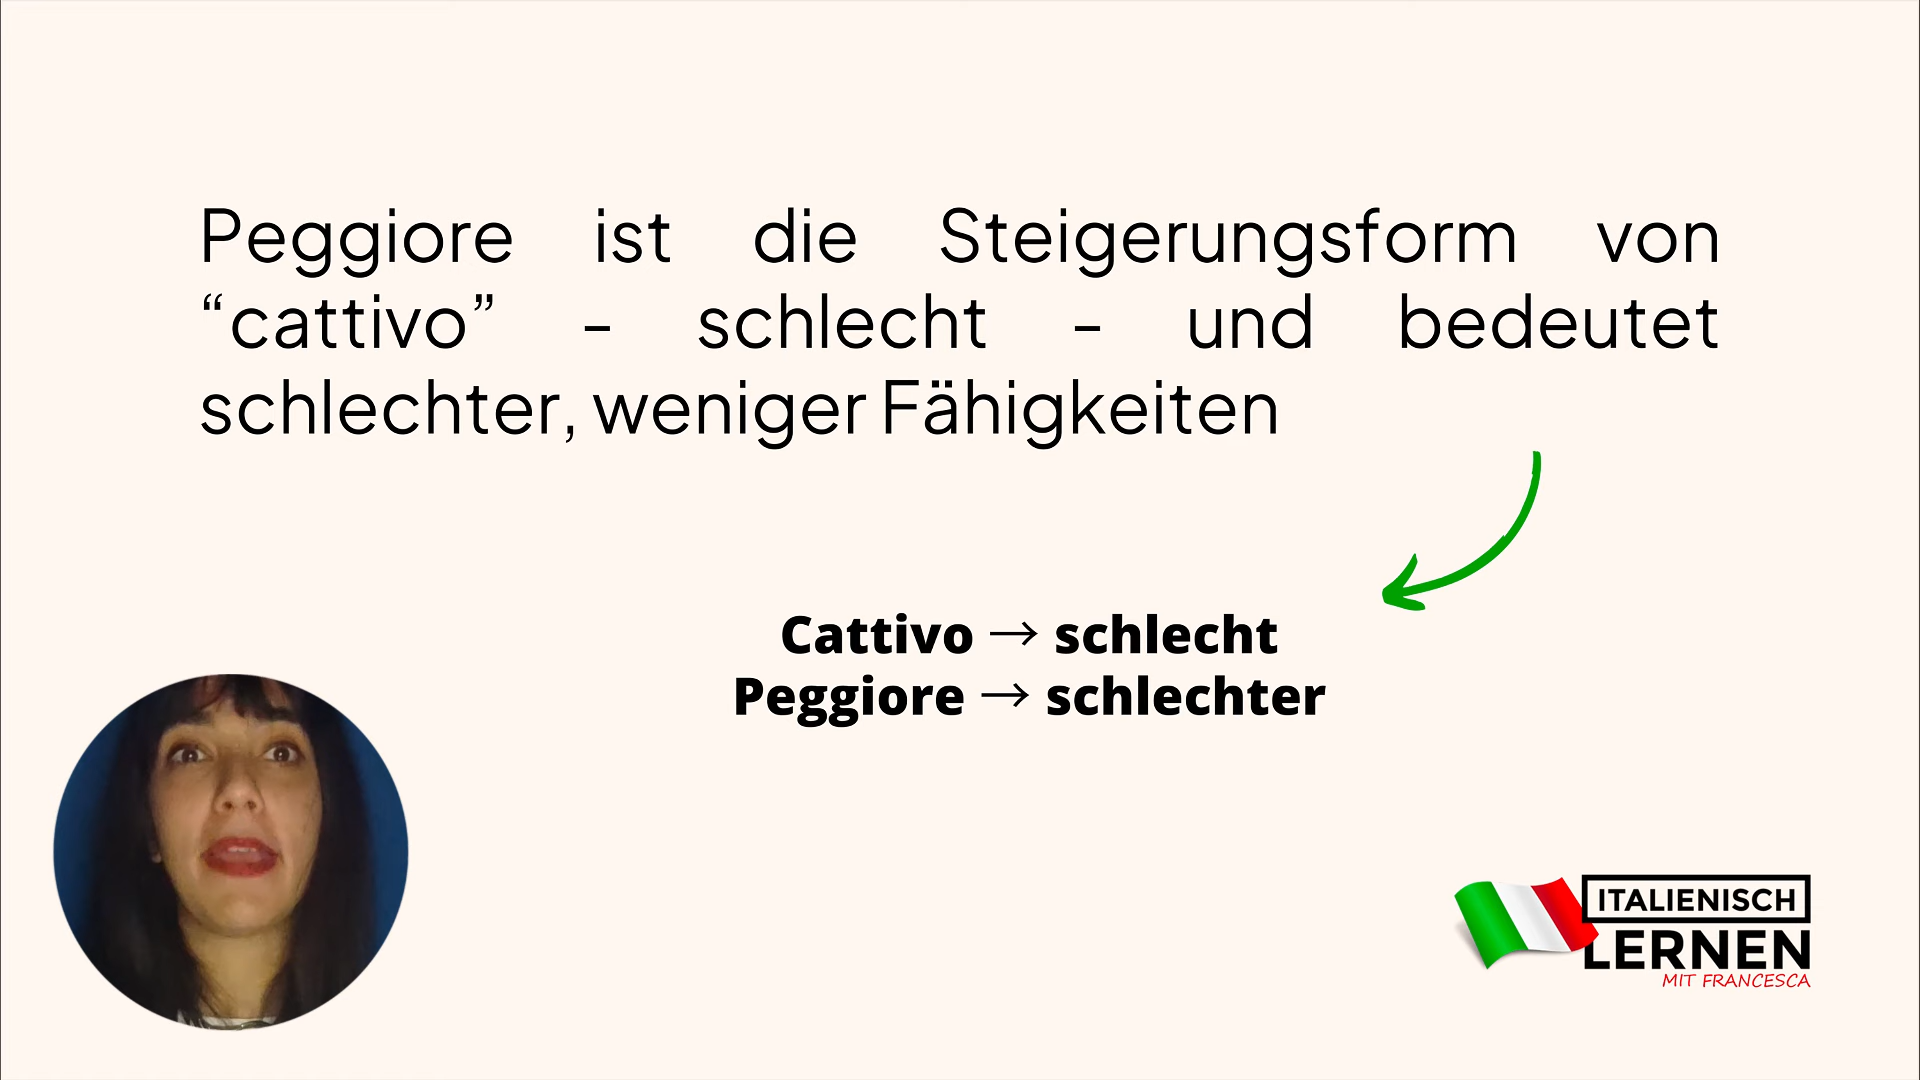 Peggiore ist die Steigerungsform von
“cattivo” - schlecht - und bedeutet
schlechter, weniger Fähigkeiten
Cattivo → schlecht
Peggiore → schlechter
ITALIENISCH
LERNEN
MIT FRANCESCA